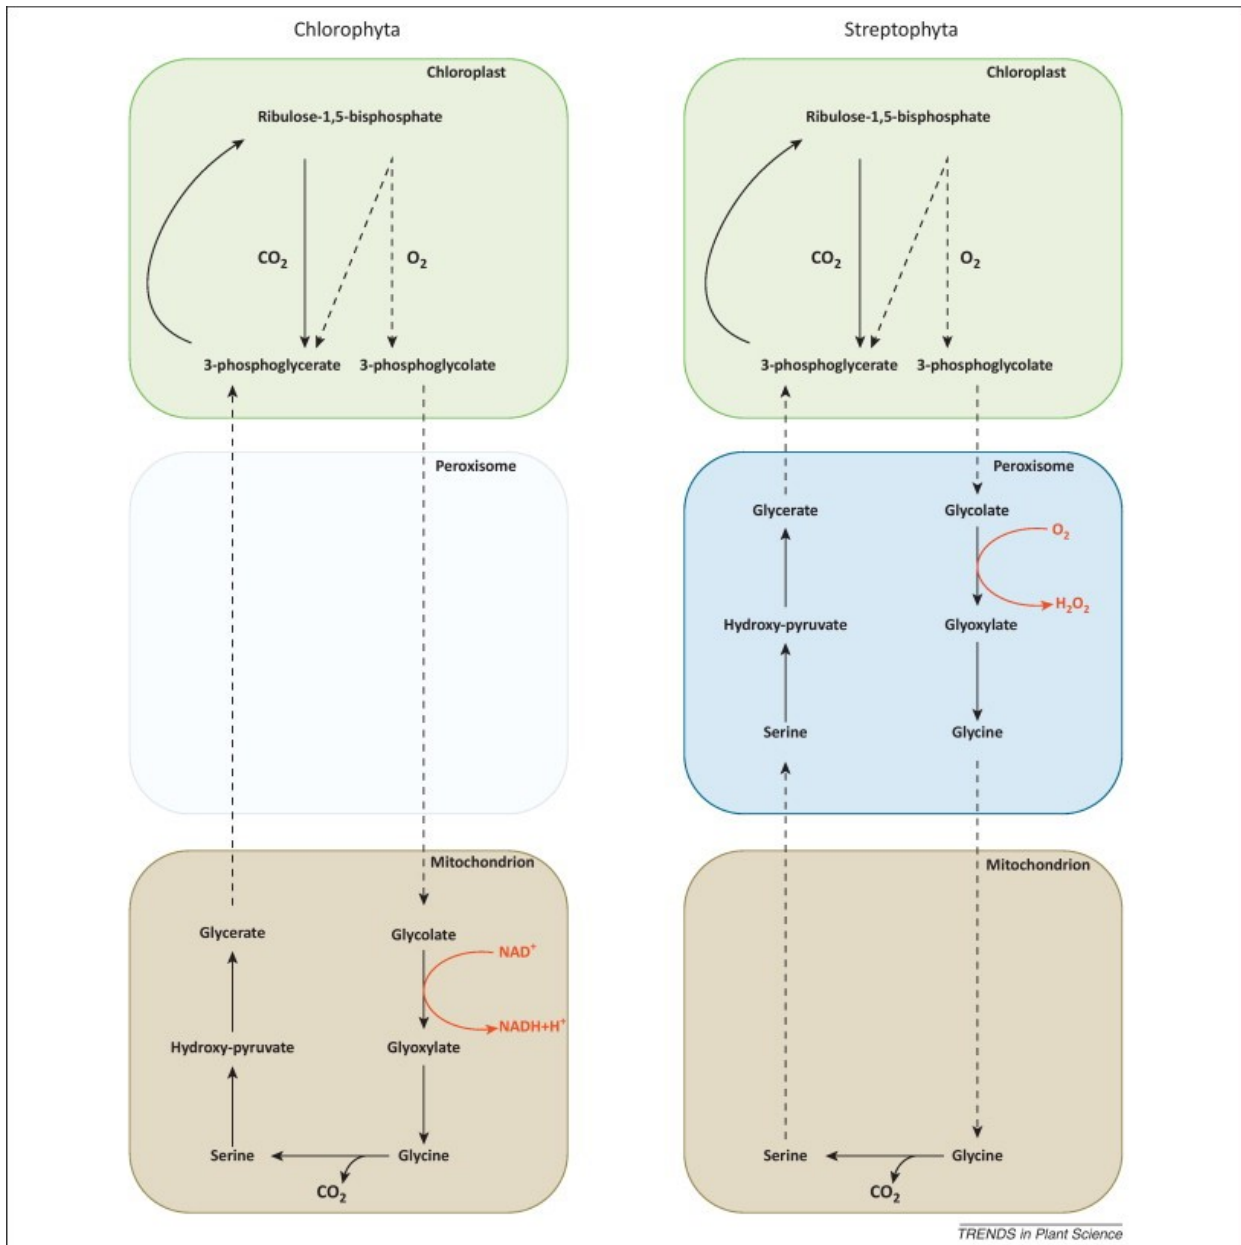 Chlorophyta
Chloroplast
Ribulose-1,5-bisphosphate
CO₂
O₂
3-phosphoglycerate
3-phosphoglycolate
Peroxisome
Mitochondrion
Glycerate
Glycolate
NAD⁺
NADH+H⁺
Hydroxy-pyruvate
Glyoxylate
Serine
Glycine
CO₂
Streptophyta
Chloroplast
Ribulose-1,5-bisphosphate
CO₂
O₂
3-phosphoglycerate
3-phosphoglycolate
Peroxisome
Glycerate
Glycolate
O₂
H₂O₂
Hydroxy-pyruvate
Glyoxylate
Serine
Glycine
Mitochondrion
Serine
Glycine
CO₂
TRENDS in Plant Science